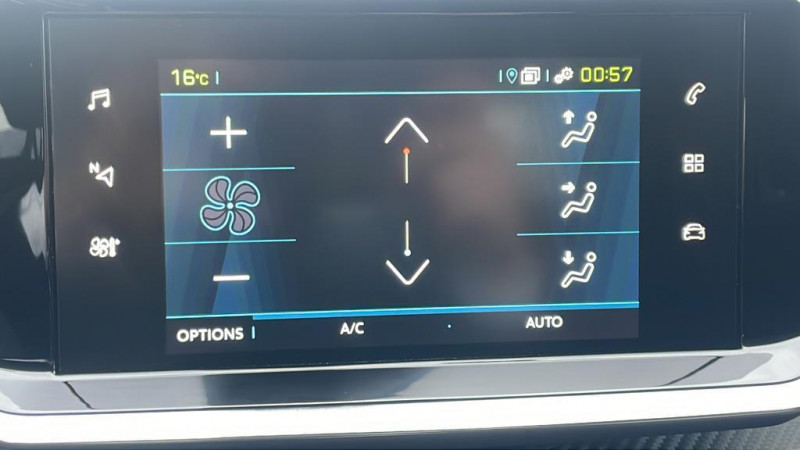 16°C
00:57
N
OPTIONS
A/C
AUTO